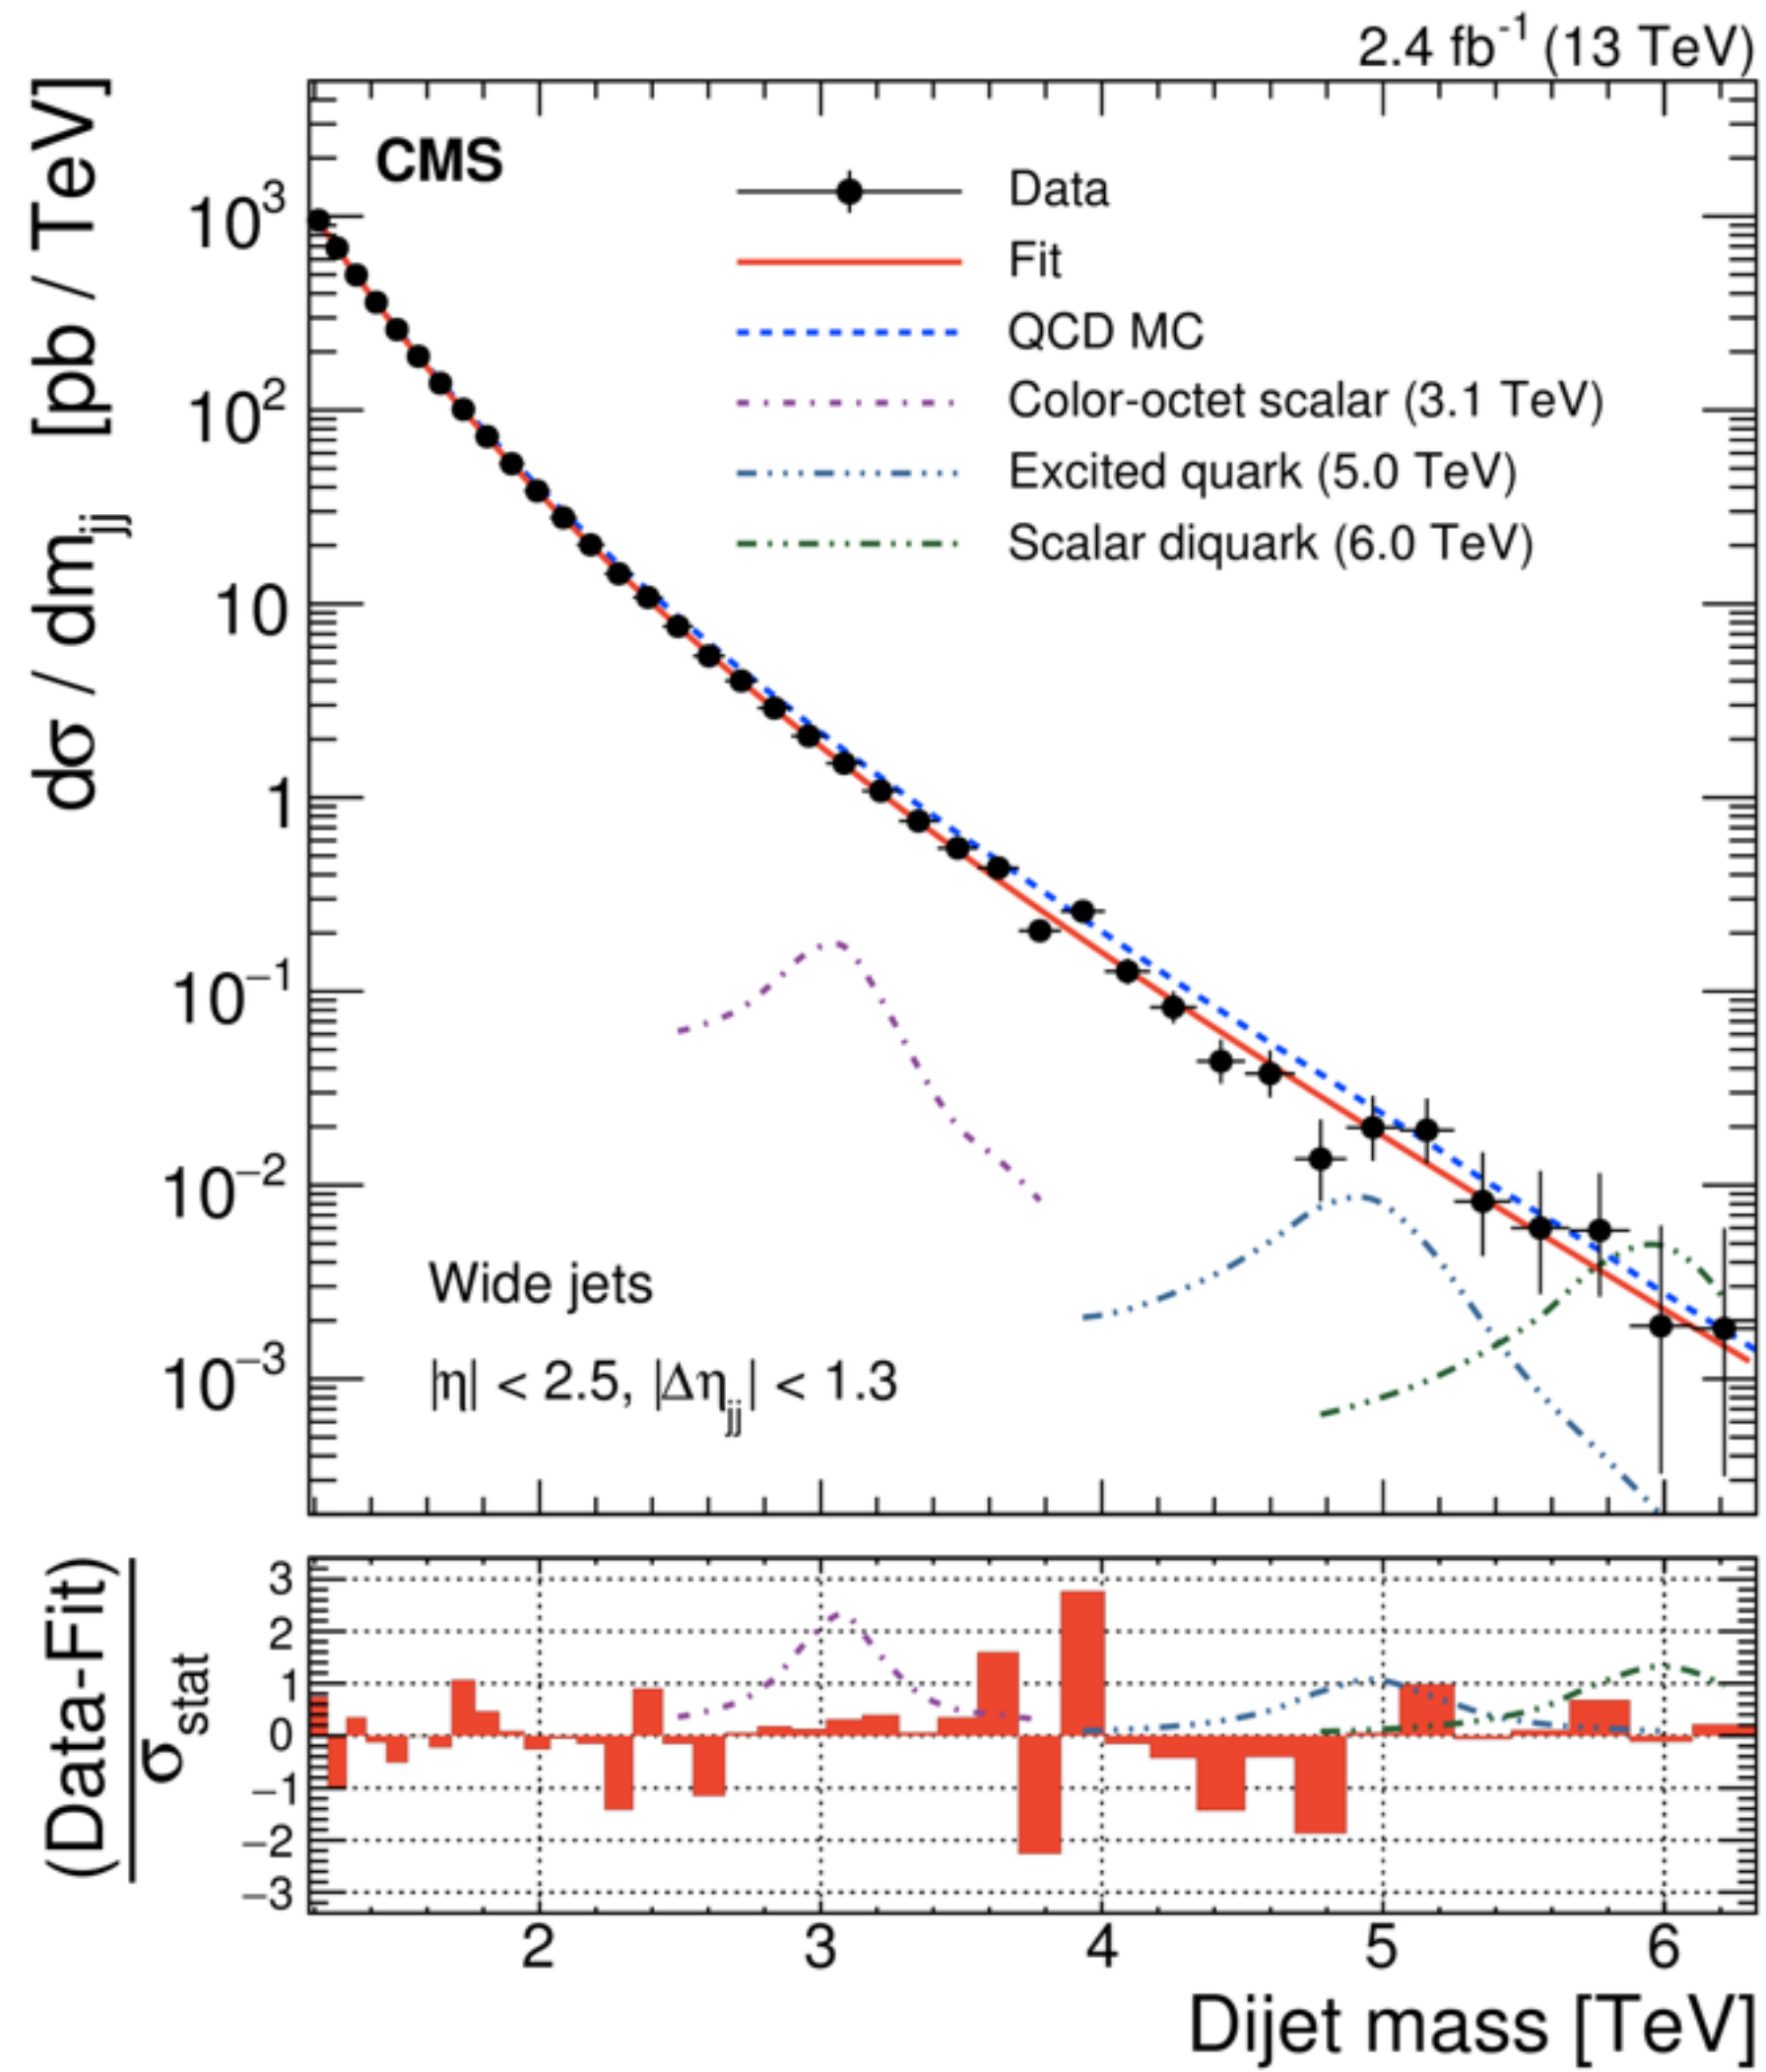 2.4 fb⁻¹ (13 TeV)
CMS
dσ / dm_jj [pb / TeV]
10³
10²
10
1
10⁻¹
10⁻²
10⁻³
Data
Fit
QCD MC
Color-octet scalar (3.1 TeV)
Excited quark (5.0 TeV)
Scalar diquark (6.0 TeV)
Wide jets
|η| < 2.5, |Δη_jj| < 1.3
(Data-Fit)
σ_stat
3
2
1
0
−1
−2
−3
2 3 4 5 6
Dijet mass [TeV]